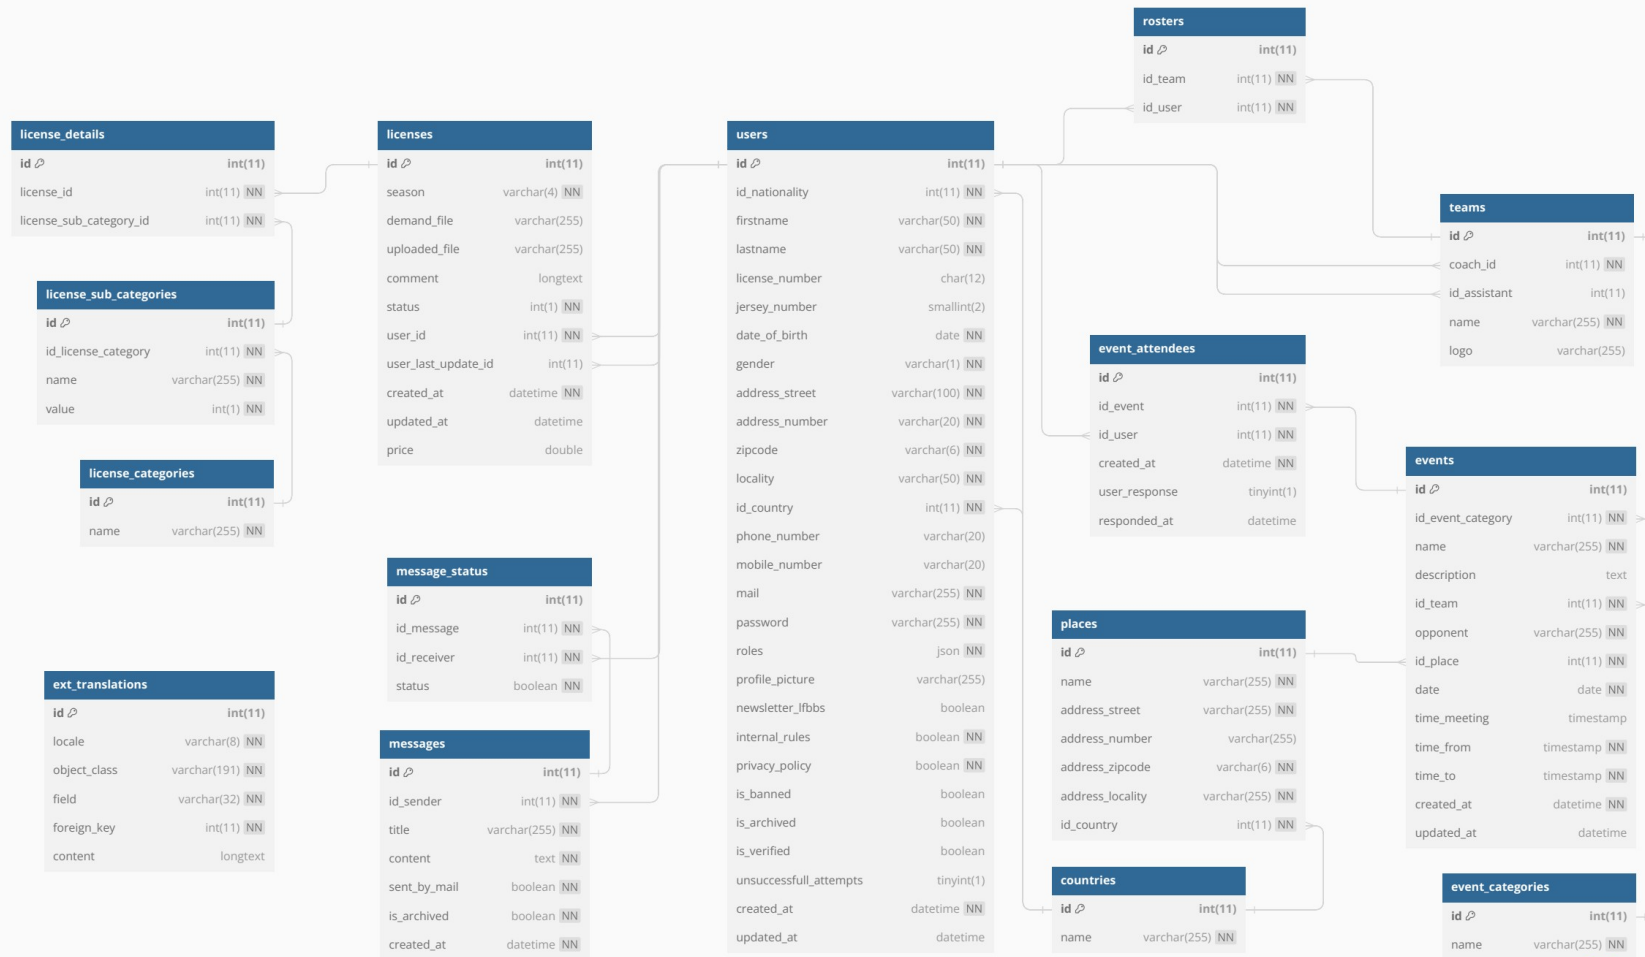 rosters
id int(11)
id_team int(11) NN
id_user int(11) NN
license_details
id int(11)
license_id int(11) NN
license_sub_category_id int(11) NN
licenses
id int(11)
season varchar(4) NN
demand_file varchar(255)
uploaded_file varchar(255)
comment longtext
status int(1) NN
user_id int(11) NN
user_last_update_id int(11)
created_at datetime NN
updated_at datetime
price double
users
id int(11)
id_nationality int(11) NN
firstname varchar(50) NN
lastname varchar(50) NN
license_number char(12)
jersey_number smallint(2)
date_of_birth date NN
gender varchar(1) NN
address_street varchar(100) NN
address_number varchar(20) NN
zipcode varchar(6) NN
locality varchar(50) NN
id_country int(11) NN
phone_number varchar(20)
mobile_number varchar(20)
mail varchar(255) NN
password varchar(255) NN
roles json NN
profile_picture varchar(255)
newsletter_lfbbs boolean
internal_rules boolean NN
privacy_policy boolean NN
is_banned boolean
is_archived boolean
is_verified boolean
unsuccessfull_attempts tinyint(1)
created_at datetime NN
updated_at datetime
teams
id int(11)
coach_id int(11) NN
id_assistant int(11)
name varchar(255) NN
logo varchar(255)
license_sub_categories
id int(11)
id_license_category int(11) NN
name varchar(255) NN
value int(1) NN
event_attendees
id int(11)
id_event int(11) NN
id_user int(11) NN
created_at datetime NN
user_response tinyint(1)
responded_at datetime
events
id int(11)
id_event_category int(11) NN
name varchar(255) NN
description text
id_team int(11) NN
opponent varchar(255) NN
id_place int(11) NN
date date NN
time_meeting timestamp
time_from timestamp NN
time_to timestamp NN
created_at datetime NN
updated_at datetime
license_categories
id int(11)
name varchar(255) NN
message_status
id int(11)
id_message int(11) NN
id_receiver int(11) NN
status boolean NN
places
id int(11)
name varchar(255) NN
address_street varchar(255) NN
address_number varchar(255)
address_zipcode varchar(6) NN
address_locality varchar(255) NN
id_country int(11) NN
ext_translations
id int(11)
locale varchar(8) NN
object_class varchar(191) NN
field varchar(32) NN
foreign_key int(11) NN
content longtext
messages
id int(11)
id_sender int(11) NN
title varchar(255) NN
content text NN
sent_by_mail boolean NN
is_archived boolean NN
created_at datetime NN
countries
id int(11)
name varchar(255) NN
event_categories
id int(11)
name varchar(255) NN